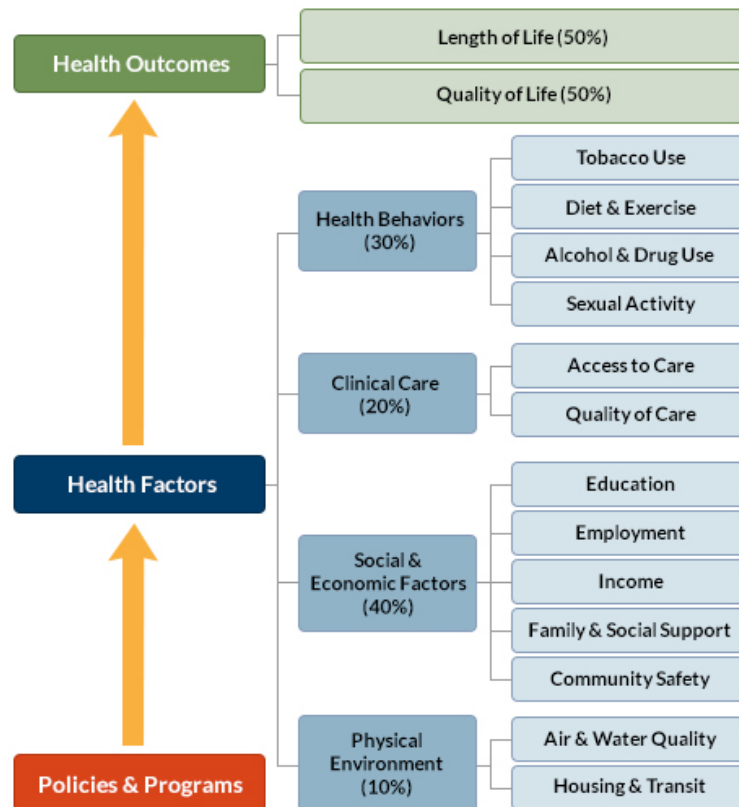 Health Outcomes
Length of Life (50%)
Quality of Life (50%)
Health Factors
Health Behaviors
(30%)
Tobacco Use
Diet & Exercise
Alcohol & Drug Use
Sexual Activity
Clinical Care
(20%)
Access to Care
Quality of Care
Social &
Economic Factors
(40%)
Education
Employment
Income
Family & Social Support
Community Safety
Physical
Environment
(10%)
Air & Water Quality
Housing & Transit
Policies & Programs